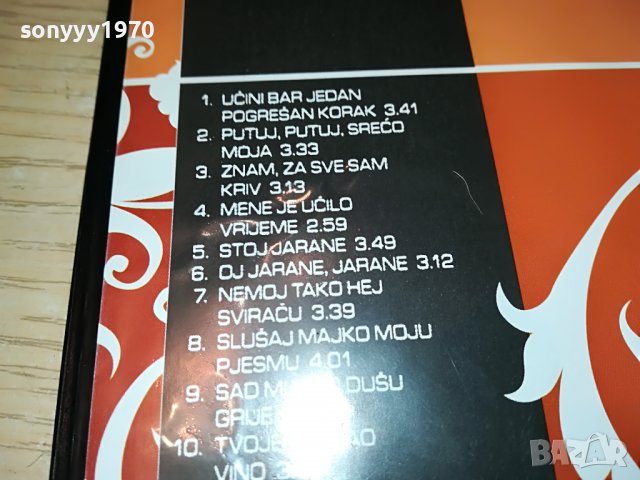 sonyyy1970
1. UČINI BAR JEDAN
POGREŠAN KORAK 3.41
2. PUTUJ, PUTUJ, SREĆO
MOJA 3.33
3. ZNAM, ZA SVE SAM
KRIV 3.13
4. MENE JE UČILO
VRIJEME 2.59
5. STOJ JARANE 3.49
6. OJ JARANE, JARANE 3.12
7. NEMOJ TAKO HEJ
SVIRAČU 3.39
8. SLUŠAJ MAJKO MOJU
PJESMU 4.01
9. SAD DUŠU
10.
VINO
BAZAR